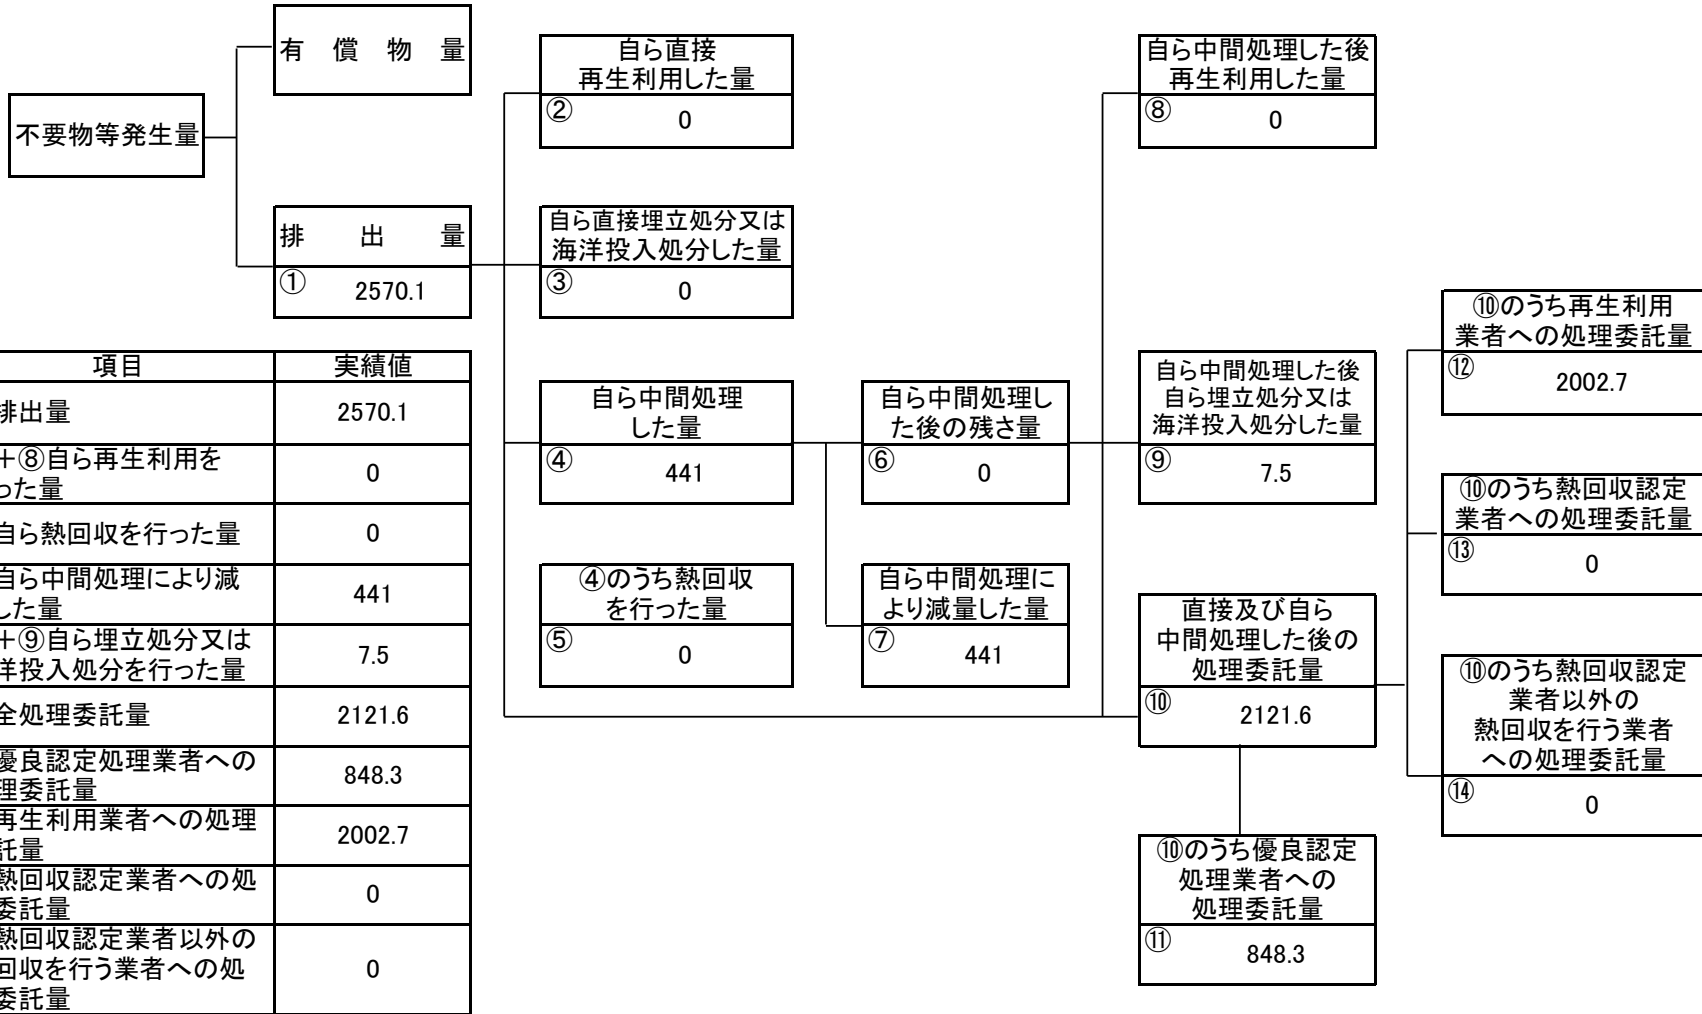 有 償 物 量
不要物等発生量
排 出 量
① 2570.1
自ら直接
再生利用した量
② 0
自ら直接埋立処分又は
海洋投入処分した量
③ 0
自ら中間処理
した量
④ 441
④のうち熱回収
を行った量
⑤ 0
自ら中間処理し
た後の残さ量
⑥ 0
自ら中間処理に
より減量した量
⑦ 441
自ら中間処理した後
再生利用した量
⑧ 0
自ら中間処理した後
自ら埋立処分又は
海洋投入処分した量
⑨ 7.5
直接及び自ら
中間処理した後の
処理委託量
⑩ 2121.6
⑩のうち優良認定
処理業者への
処理委託量
⑪ 848.3
⑩のうち再生利用
業者への処理委託量
⑫ 2002.7
⑩のうち熱回収認定
業者への処理委託量
⑬ 0
⑩のうち熱回収認定
業者以外の
熱回収を行う業者
への処理委託量
⑭ 0
項目 実績値
排出量 2570.1
+⑧自ら再生利用を
った量 0
自ら熱回収を行った量 0
自ら中間処理により減
した量 441
+⑨自ら埋立処分又は
洋投入処分を行った量 7.5
全処理委託量 2121.6
優良認定処理業者への
理委託量 848.3
再生利用業者への処理
託量 2002.7
熱回収認定業者への処
委託量 0
熱回収認定業者以外の
回収を行う業者への処
委託量 0